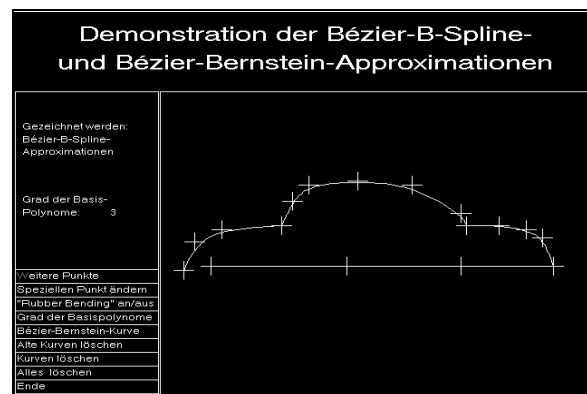 Demonstration der Bézier-B-Spline-
und Bézier-Bernstein-Approximationen
Gezeichnet werden:
Bézier-B-Spline-
Approximationen
Grad der Basis-
Polynome: 3
Weitere Punkte
Speziellen Punkt ändern
"Rubber Bending" an/aus
Grad der Basispolynome
Bézier-Bernstein-Kurve
Alte Kurven löschen
Kurven löschen
Alles löschen
Ende